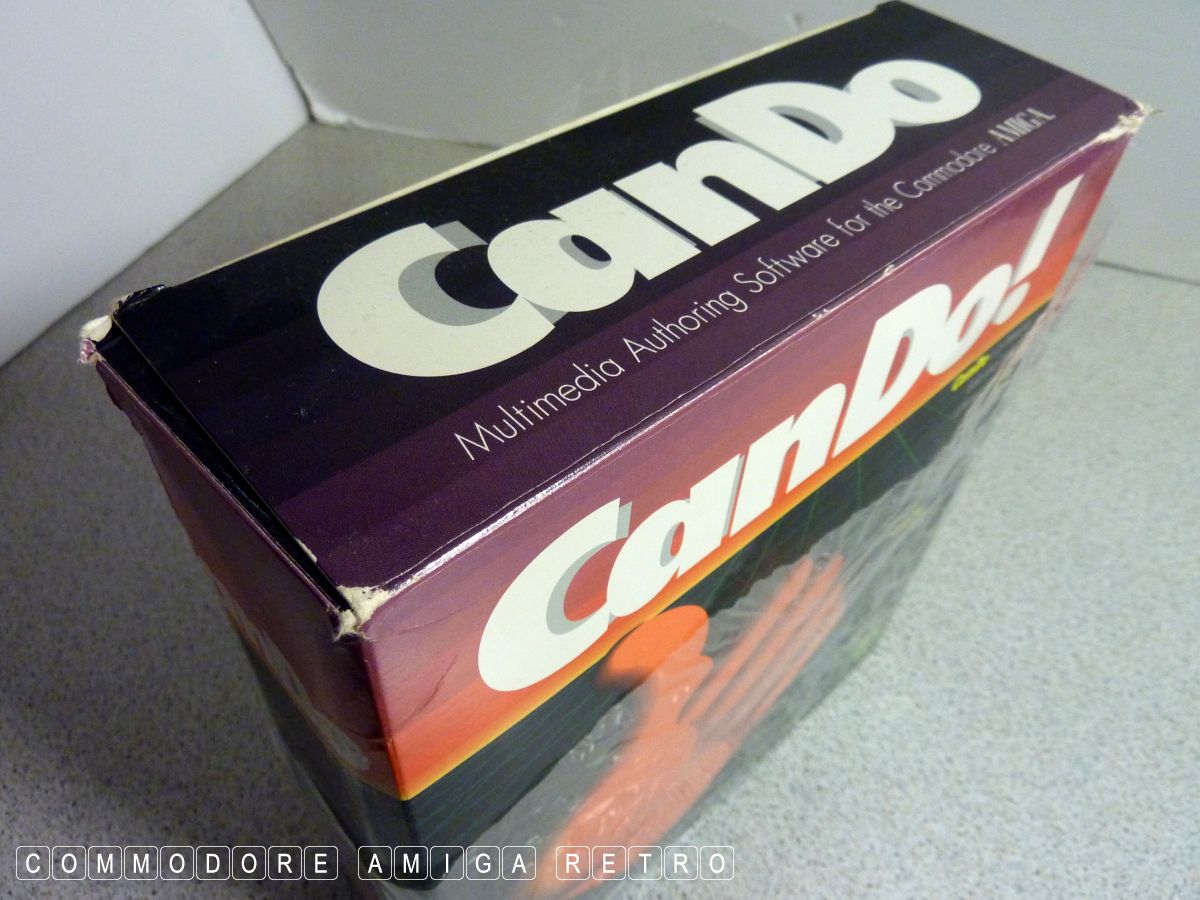 CanDo
Multimedia Authoring Software for the Commodore AMIGA.
CanDo!
COMMODORE AMIGA RETRO